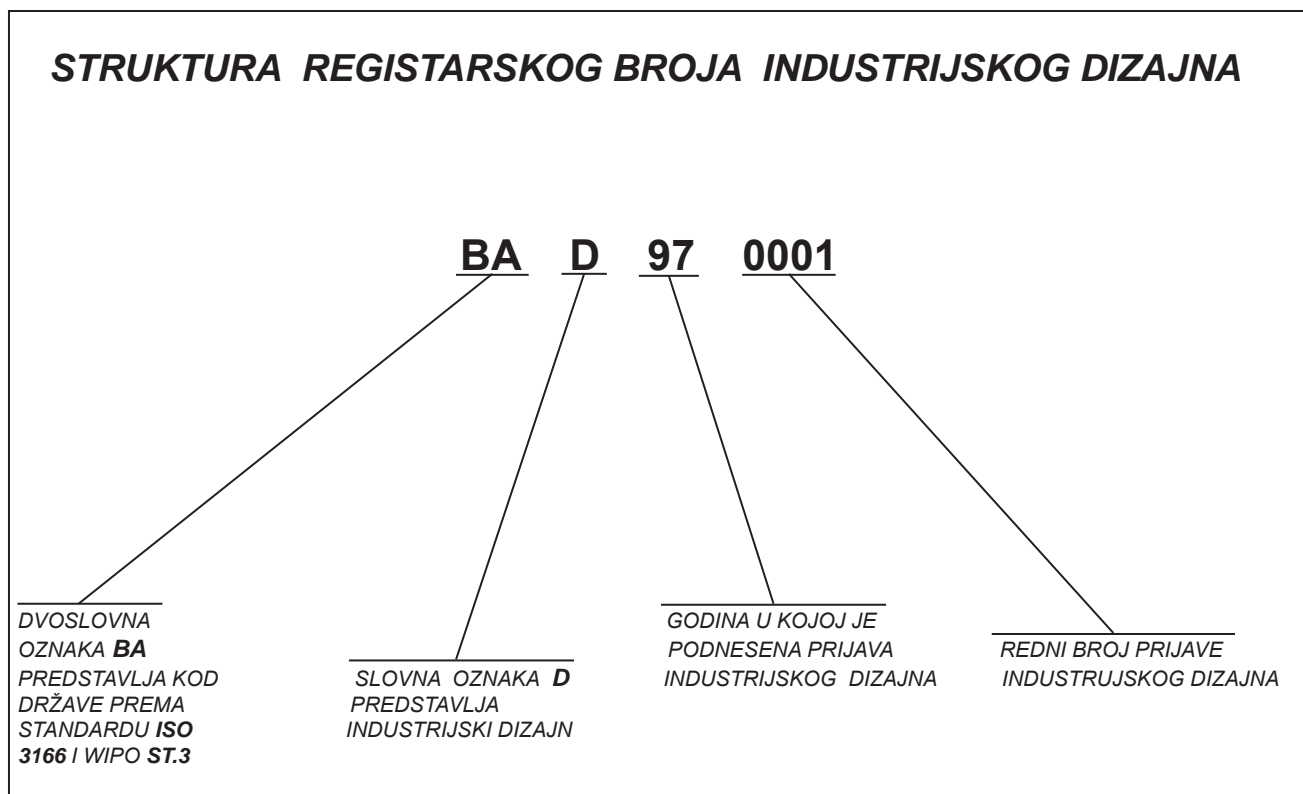 STRUKTURA REGISTARSKOG BROJA INDUSTRIJSKOG DIZAJNA
BA D 97 0001
DVOSLOVNA
OZNAKA BA
PREDSTAVLJA KOD
DRŽAVE PREMA
STANDARDU ISO
3166 I WIPO ST.3
SLOVNA OZNAKA D
PREDSTAVLJA
INDUSTRIJSKI DIZAJN
GODINA U KOJOJ JE
PODNESENA PRIJAVA
INDUSTRIJSKOG DIZAJNA
REDNI BROJ PRIJAVE
INDUSTRUJSKOG DIZAJNA